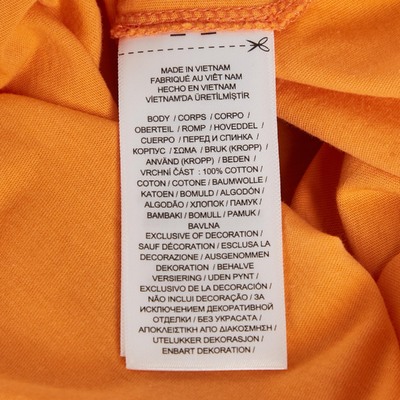 MADE IN VIETNAM
FABRIQUÉ AU VIÊT NAM
HECHO EN VIETNAM
VİETNAM'DA ÜRETİLMİŞTİR
BODY / CORPS / CORPO /
OBERTEIL / ROMP / HOVEDDEL /
CUERPO / ПЕРЕД И СПИНКА /
КОРПУС / ΣΩΜΑ / BRUK (KROPP) /
ANVÄND (KROPP) / BEDEN /
VRCHNÍ ČÁST : 100% COTTON /
COTON / COTONE / BAUMWOLLE /
KATOEN / BOMULD / ALGODÓN /
ALGODÃO / ХЛОПОК / ПАМУК /
BAMBAKI / BOMULL / PAMUK /
BAVLNA
EXCLUSIVE OF DECORATION /
SAUF DÉCORATION / ESCLUSA LA
DECORAZIONE / AUSGENOMMEN
DEKORATION / BEHALVE
VERSIERING / UDEN PYNT /
EXCLUSIVO DE LA DECORACIÓN /
NÃO INCLUI DECORAÇÃO / ЗА
ИСКЛЮЧЕНИЕМ ДЕКОРАТИВНОЙ
ОТДЕЛКИ / БЕЗ УКРАСАТА /
ΑΠΟΚΛΕΙΣΤΙΚΗ ΑΠΟ ΔΙΑΚΟΣΜΗΣΗ /
UTELUKKER DEKORASJON /
ENBART DEKORATION /